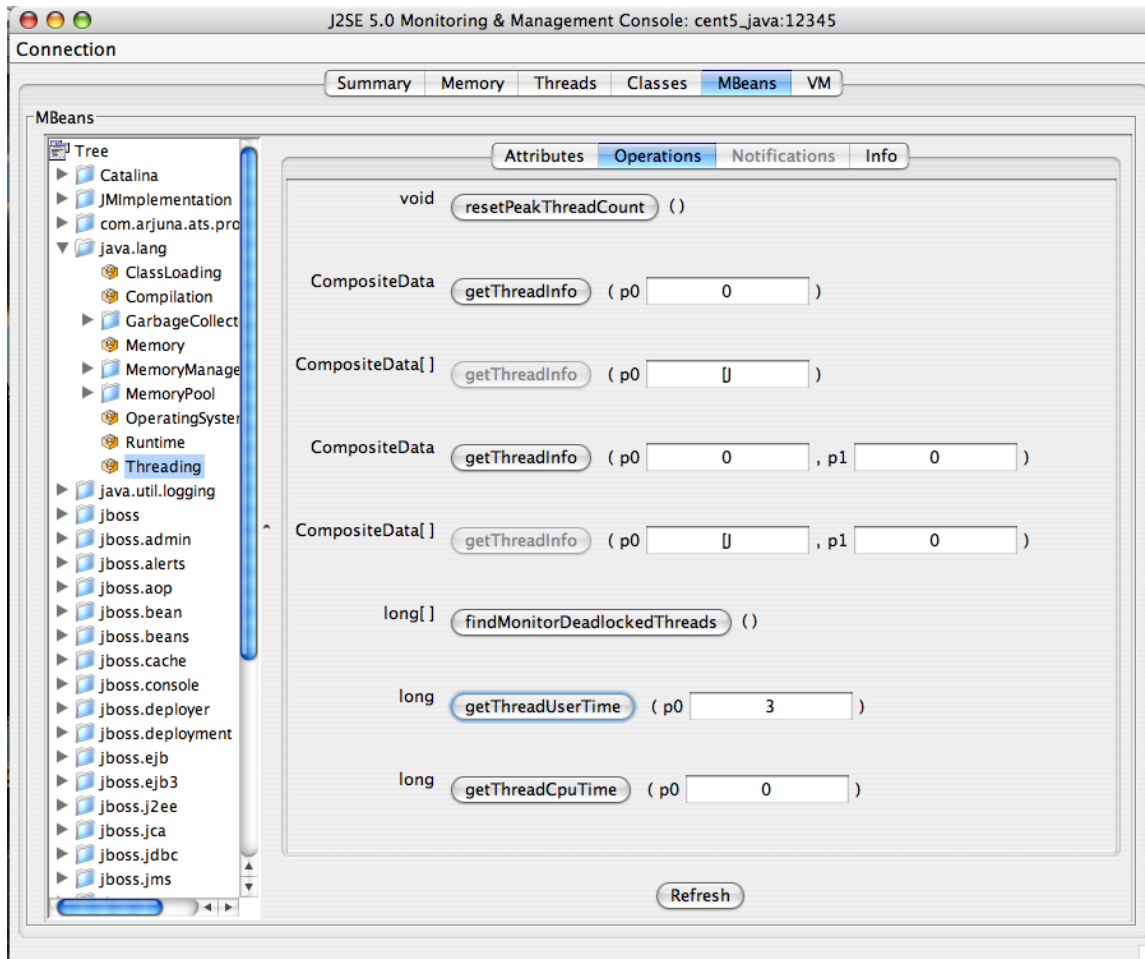 J2SE 5.0 Monitoring & Management Console: cent5_java:12345
Connection
Summary Memory Threads Classes MBeans VM
MBeans
Tree
Catalina
JMImplementation
com.arjuna.ats.pro
java.lang
ClassLoading
Compilation
GarbageCollect
Memory
MemoryManage
MemoryPool
OperatingSyster
Runtime
Threading
java.util.logging
jboss
jboss.admin
jboss.alerts
jboss.aop
jboss.bean
jboss.beans
jboss.cache
jboss.console
jboss.deployer
jboss.deployment
jboss.ejb
jboss.ejb3
jboss.j2ee
jboss.jca
jboss.jdbc
jboss.jms
Attributes Operations Notifications Info
void resetPeakThreadCount ()
CompositeData getThreadInfo ( p0 0 )
CompositeData[] getThreadInfo ( p0 [J )
CompositeData getThreadInfo ( p0 0 , p1 0 )
CompositeData[] getThreadInfo ( p0 [J , p1 0 )
long[] findMonitorDeadlockedThreads ()
long getThreadUserTime ( p0 3 )
long getThreadCpuTime ( p0 0 )
Refresh